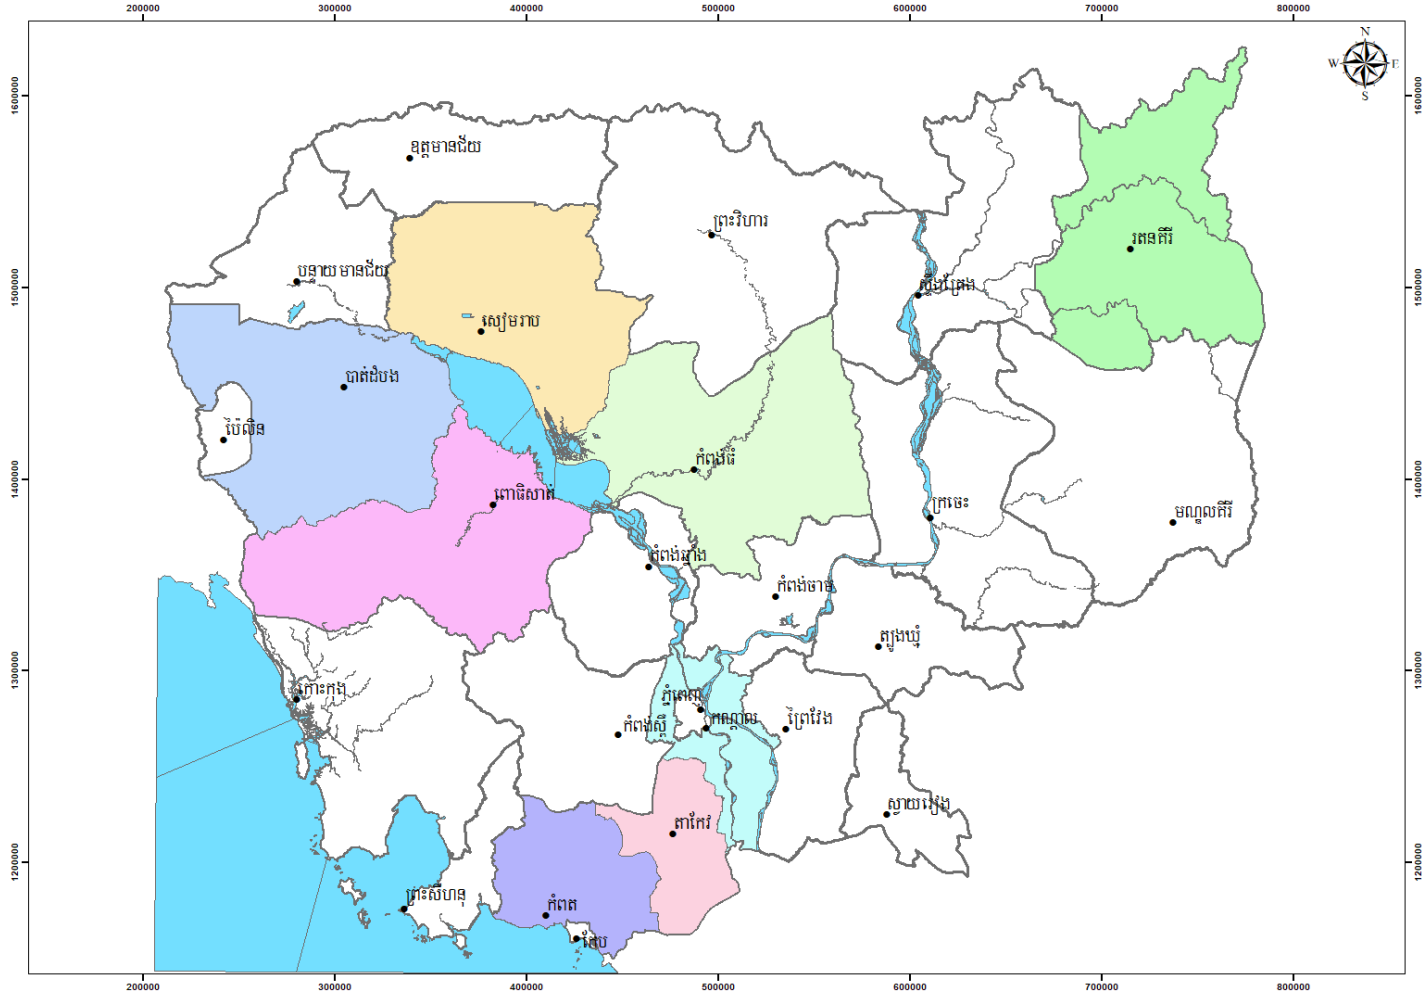 200000 300000 400000 500000 600000 700000 800000
N
W E
S
1600000 1600000
ឧត្តមានជ័យ
ព្រះវិហារ
រតនគិរី
បន្ទាយមានជ័យ
1500000 1500000
ស្ទឹងត្រែង
សៀមរាប
បាត់ដំបង
ប៉ៃលិន
កំពង់ធំ
1400000 1400000
ពោធិសាត់
ក្រចេះ
មណ្ឌលគិរី
កំពង់ឆ្នាំង
កំពង់ចាម
ត្បូងឃ្មុំ
1300000 1300000
កោះកុង
ភ្នំពេញ
កណ្តាល
ព្រៃវែង
កំពង់ស្ពឺ
ស្វាយរៀង
តាកែវ
1200000 1200000
ព្រះសីហនុ
កំពត
កែប
200000 300000 400000 500000 600000 700000 800000